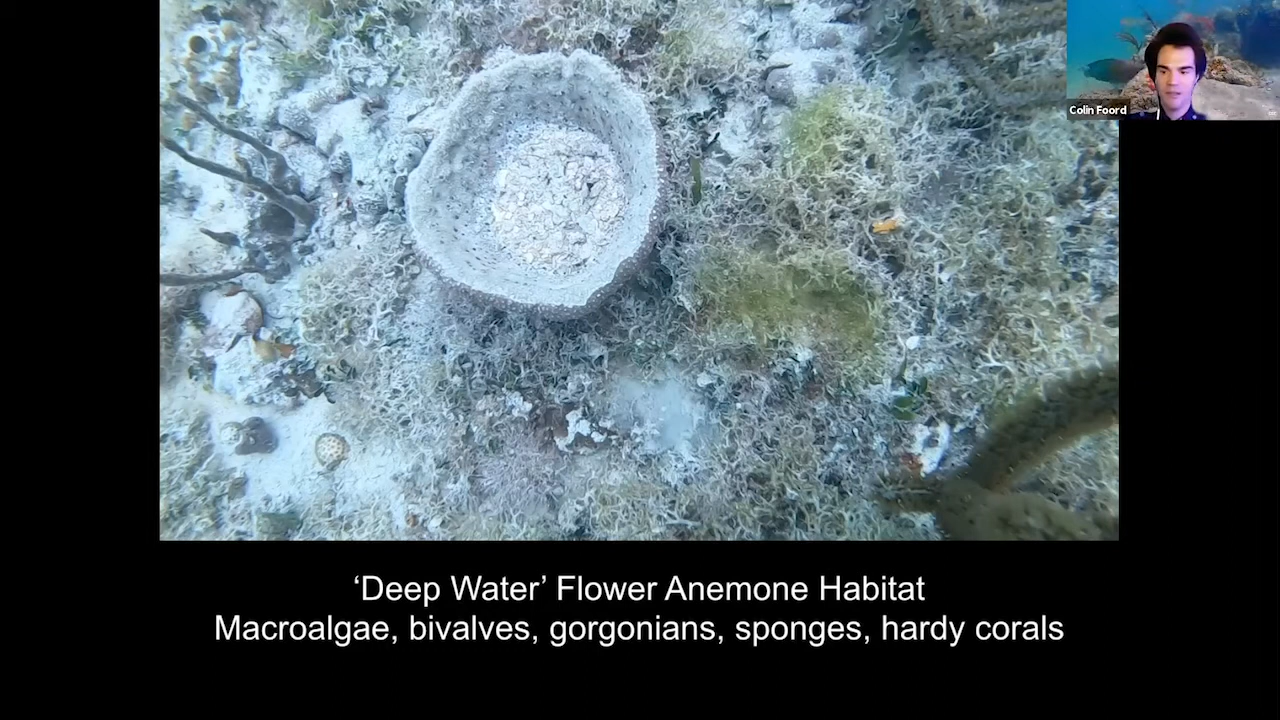 Colin Foord
‘Deep Water’ Flower Anemone Habitat
Macroalgae, bivalves, gorgonians, sponges, hardy corals